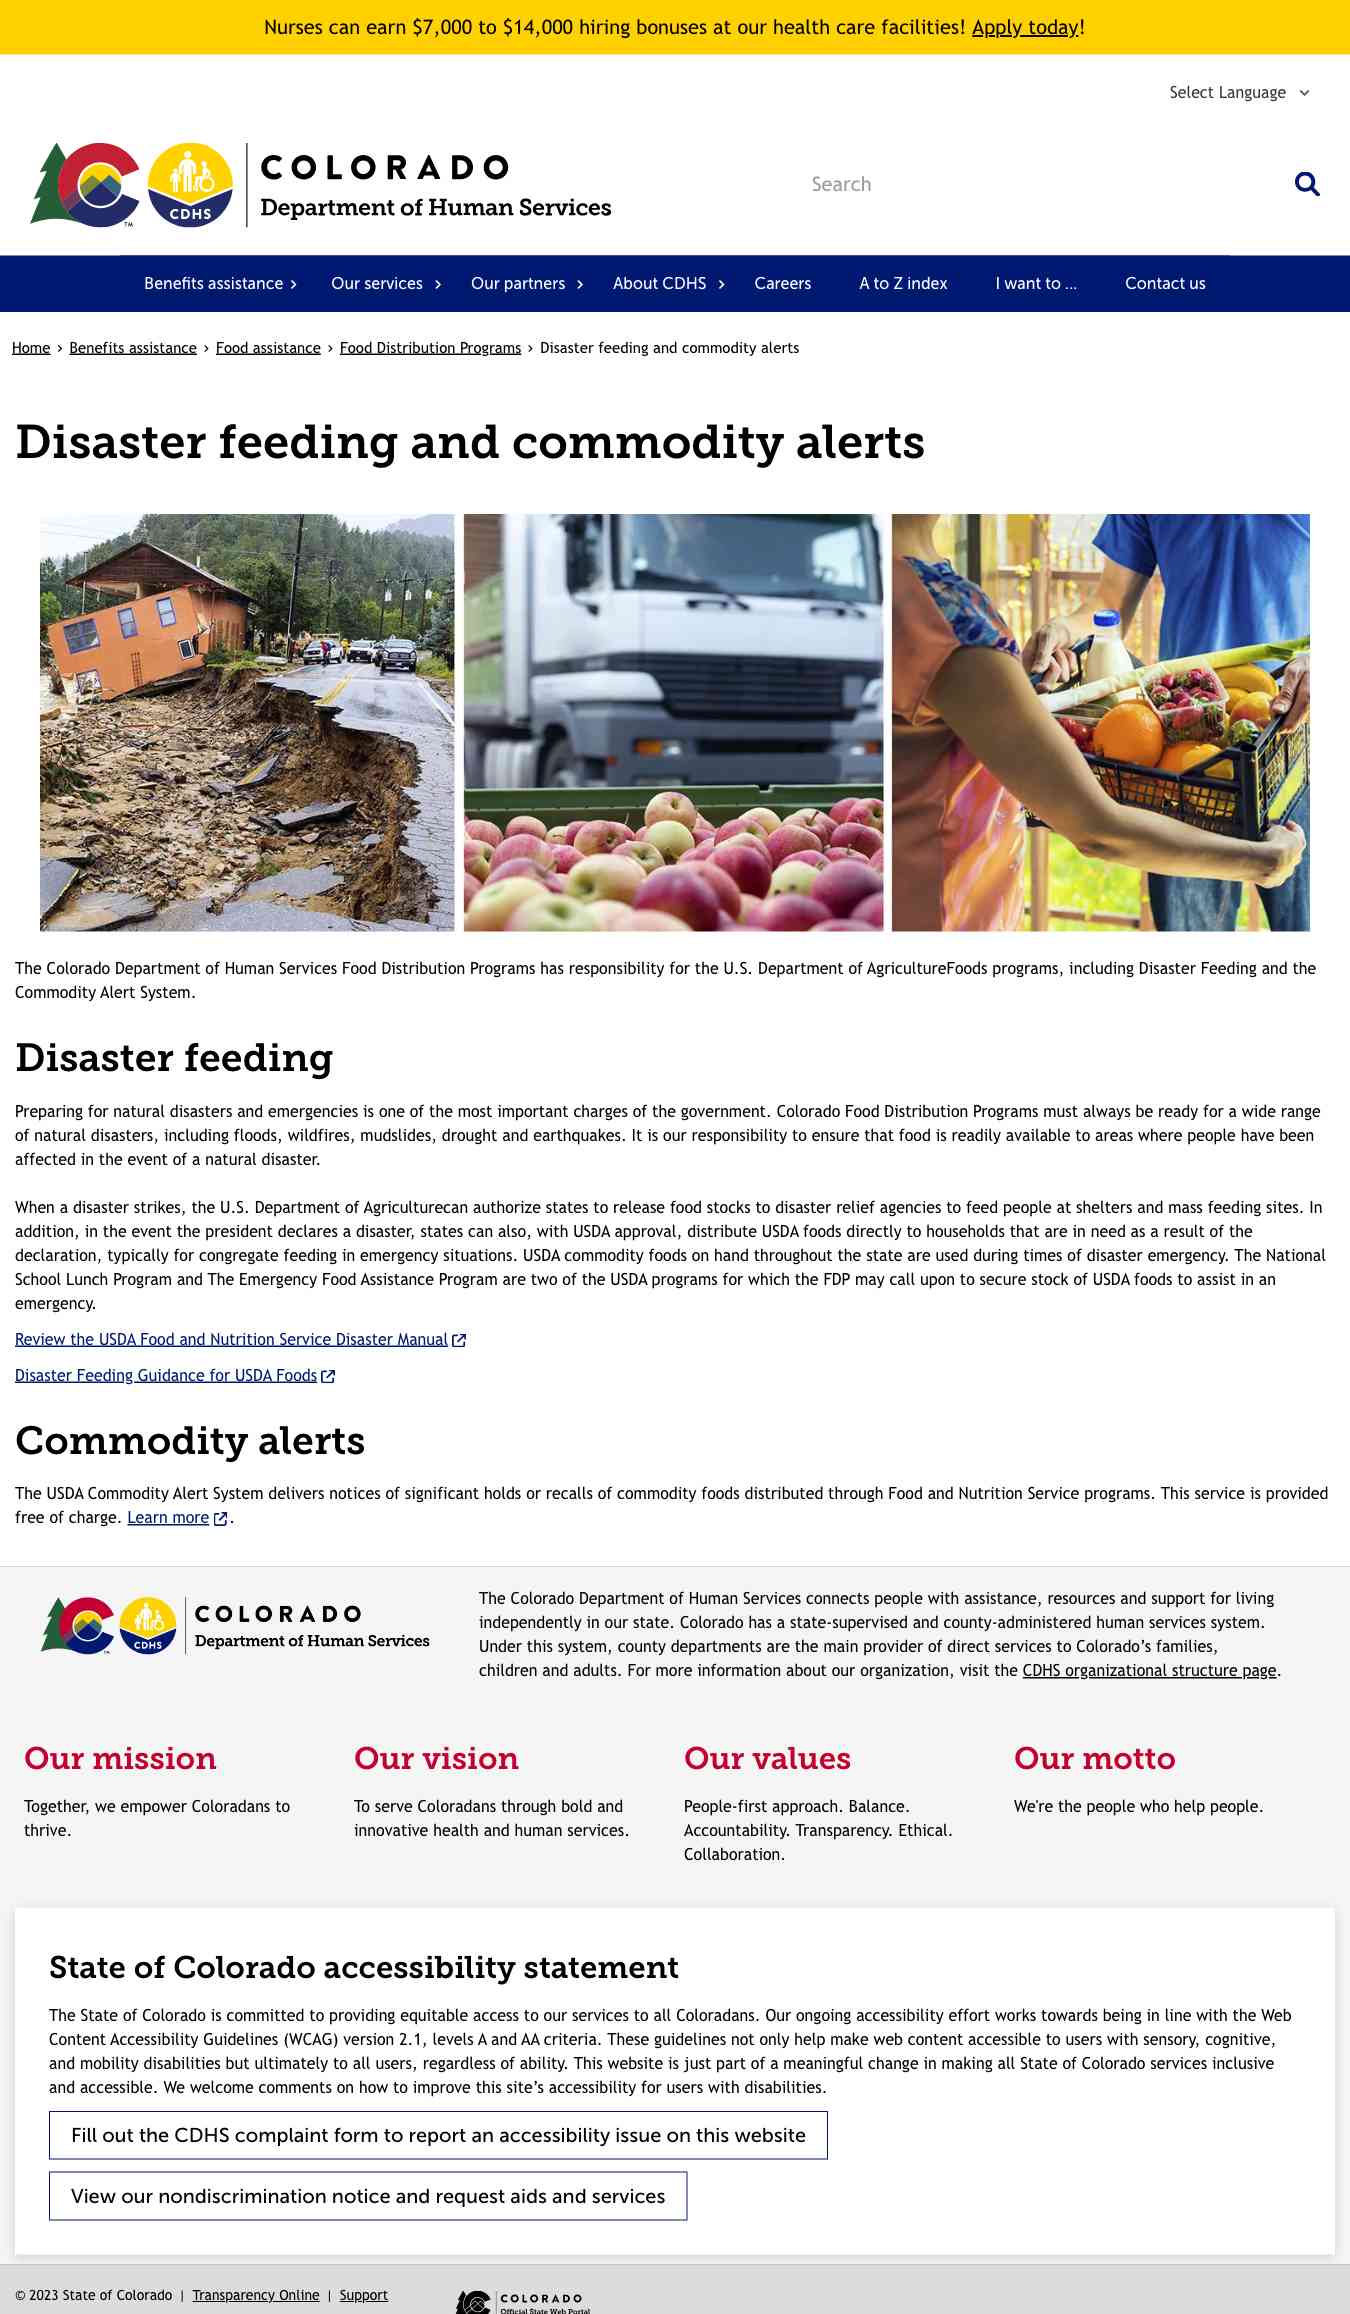 Nurses can earn $7,000 to $14,000 hiring bonuses at our health care facilities! Apply today!
Select Language
CDHS
TM
COLORADO
Department of Human Services
Search
Benefits assistance
Our services
Our partners
About CDHS
Careers
A to Z index
I want to ...
Contact us
Home › Benefits assistance › Food assistance › Food Distribution Programs › Disaster feeding and commodity alerts
Disaster feeding and commodity alerts
The Colorado Department of Human Services Food Distribution Programs has responsibility for the U.S. Department of AgricultureFoods programs, including Disaster Feeding and the
Commodity Alert System.
Disaster feeding
Preparing for natural disasters and emergencies is one of the most important charges of the government. Colorado Food Distribution Programs must always be ready for a wide range
of natural disasters, including floods, wildfires, mudslides, drought and earthquakes. It is our responsibility to ensure that food is readily available to areas where people have been
affected in the event of a natural disaster.
When a disaster strikes, the U.S. Department of Agriculturecan authorize states to release food stocks to disaster relief agencies to feed people at shelters and mass feeding sites. In
addition, in the event the president declares a disaster, states can also, with USDA approval, distribute USDA foods directly to households that are in need as a result of the
declaration, typically for congregate feeding in emergency situations. USDA commodity foods on hand throughout the state are used during times of disaster emergency. The National
School Lunch Program and The Emergency Food Assistance Program are two of the USDA programs for which the FDP may call upon to secure stock of USDA foods to assist in an
emergency.
Review the USDA Food and Nutrition Service Disaster Manual
Disaster Feeding Guidance for USDA Foods
Commodity alerts
The USDA Commodity Alert System delivers notices of significant holds or recalls of commodity foods distributed through Food and Nutrition Service programs. This service is provided
free of charge. Learn more .
CDHS
TM
COLORADO
Department of Human Services
The Colorado Department of Human Services connects people with assistance, resources and support for living
independently in our state. Colorado has a state-supervised and county-administered human services system.
Under this system, county departments are the main provider of direct services to Colorado’s families,
children and adults. For more information about our organization, visit the CDHS organizational structure page.
Our mission
Together, we empower Coloradans to
thrive.
Our vision
To serve Coloradans through bold and
innovative health and human services.
Our values
People-first approach. Balance.
Accountability. Transparency. Ethical.
Collaboration.
Our motto
We're the people who help people.
State of Colorado accessibility statement
The State of Colorado is committed to providing equitable access to our services to all Coloradans. Our ongoing accessibility effort works towards being in line with the Web
Content Accessibility Guidelines (WCAG) version 2.1, levels A and AA criteria. These guidelines not only help make web content accessible to users with sensory, cognitive,
and mobility disabilities but ultimately to all users, regardless of ability. This website is just part of a meaningful change in making all State of Colorado services inclusive
and accessible. We welcome comments on how to improve this site’s accessibility for users with disabilities.
Fill out the CDHS complaint form to report an accessibility issue on this website
View our nondiscrimination notice and request aids and services
© 2023 State of Colorado | Transparency Online | Support
COLORADO
Official State Web Portal